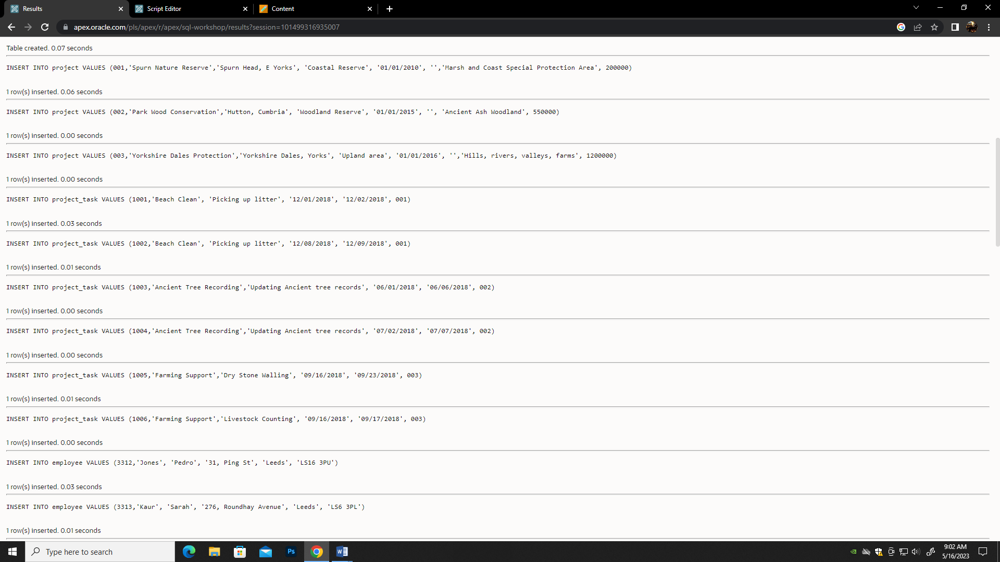 Results
Script Editor
Content
apex.oracle.com/pls/apex/r/apex/sql-workshop/results?session=101499316935007
Table created. 0.07 seconds
INSERT INTO project VALUES (001,'Spurn Nature Reserve','Spurn Head, E Yorks', 'Coastal Reserve', '01/01/2010', '','Marsh and Coast Special Protection Area', 200000)
1 row(s) inserted. 0.06 seconds
INSERT INTO project VALUES (002,'Park Wood Conservation','Hutton, Cumbria', 'Woodland Reserve', '01/01/2015', '', 'Ancient Ash Woodland', 550000)
1 row(s) inserted. 0.00 seconds
INSERT INTO project VALUES (003,'Yorkshire Dales Protection','Yorkshire Dales, Yorks', 'Upland area', '01/01/2016', '','Hills, rivers, valleys, farms', 1200000)
1 row(s) inserted. 0.00 seconds
INSERT INTO project_task VALUES (1001,'Beach Clean', 'Picking up litter', '12/01/2018', '12/02/2018', 001)
1 row(s) inserted. 0.03 seconds
INSERT INTO project_task VALUES (1002,'Beach Clean', 'Picking up litter', '12/08/2018', '12/09/2018', 001)
1 row(s) inserted. 0.01 seconds
INSERT INTO project_task VALUES (1003,'Ancient Tree Recording','Updating Ancient tree records', '06/01/2018', '06/06/2018', 002)
1 row(s) inserted. 0.00 seconds
INSERT INTO project_task VALUES (1004,'Ancient Tree Recording','Updating Ancient tree records', '07/02/2018', '07/07/2018', 002)
1 row(s) inserted. 0.00 seconds
INSERT INTO project_task VALUES (1005,'Farming Support','Dry Stone Walling', '09/16/2018', '09/23/2018', 003)
1 row(s) inserted. 0.01 seconds
INSERT INTO project_task VALUES (1006,'Farming Support','Livestock Counting', '09/16/2018', '09/17/2018', 003)
1 row(s) inserted. 0.00 seconds
INSERT INTO employee VALUES (3312,'Jones', 'Pedro', '31, Ping St', 'Leeds', 'LS16 3PU')
1 row(s) inserted. 0.03 seconds
INSERT INTO employee VALUES (3313,'Kaur', 'Sarah', '276, Roundhay Avenue', 'Leeds', 'LS6 3PL')
1 row(s) inserted. 0.01 seconds
Type here to search
Ps
W
9:02 AM
5/16/2023